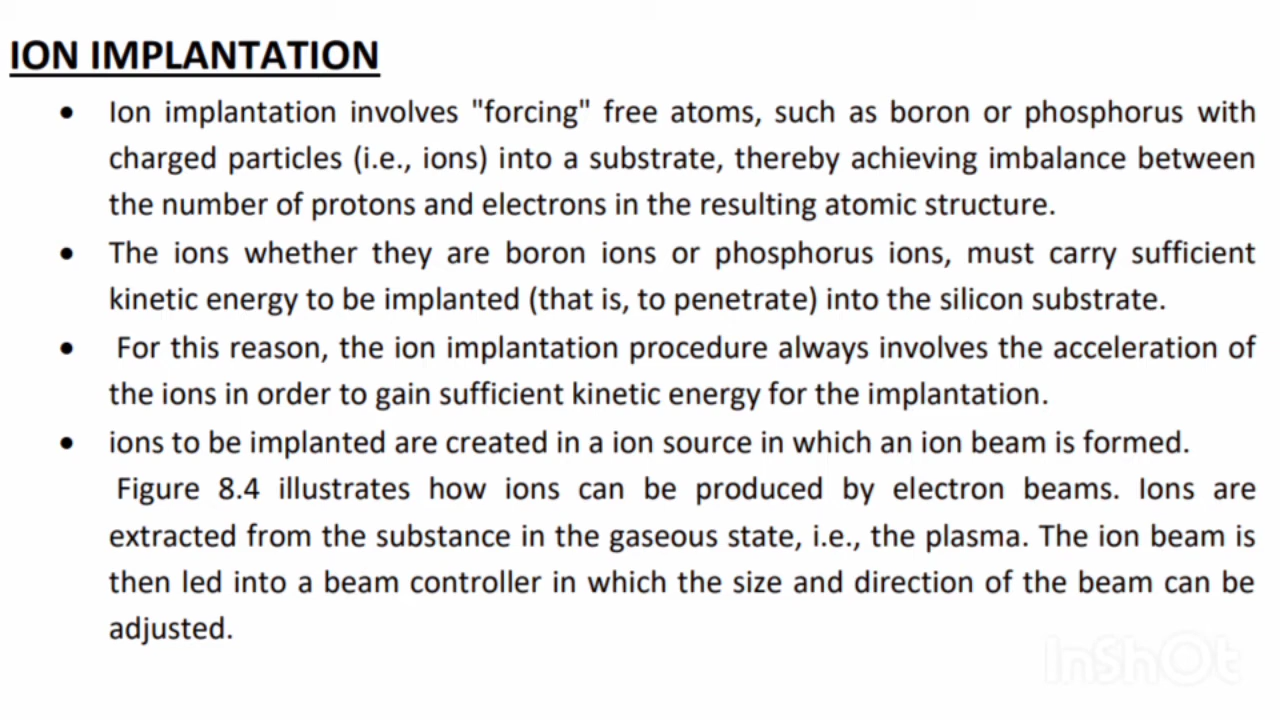 ION IMPLANTATION
• Ion implantation involves "forcing" free atoms, such as boron or phosphorus with
charged particles (i.e., ions) into a substrate, thereby achieving imbalance between
the number of protons and electrons in the resulting atomic structure.
• The ions whether they are boron ions or phosphorus ions, must carry sufficient
kinetic energy to be implanted (that is, to penetrate) into the silicon substrate.
• For this reason, the ion implantation procedure always involves the acceleration of
the ions in order to gain sufficient kinetic energy for the implantation.
• ions to be implanted are created in a ion source in which an ion beam is formed.
Figure 8.4 illustrates how ions can be produced by electron beams. Ions are
extracted from the substance in the gaseous state, i.e., the plasma. The ion beam is
then led into a beam controller in which the size and direction of the beam can be
adjusted.
InShOt